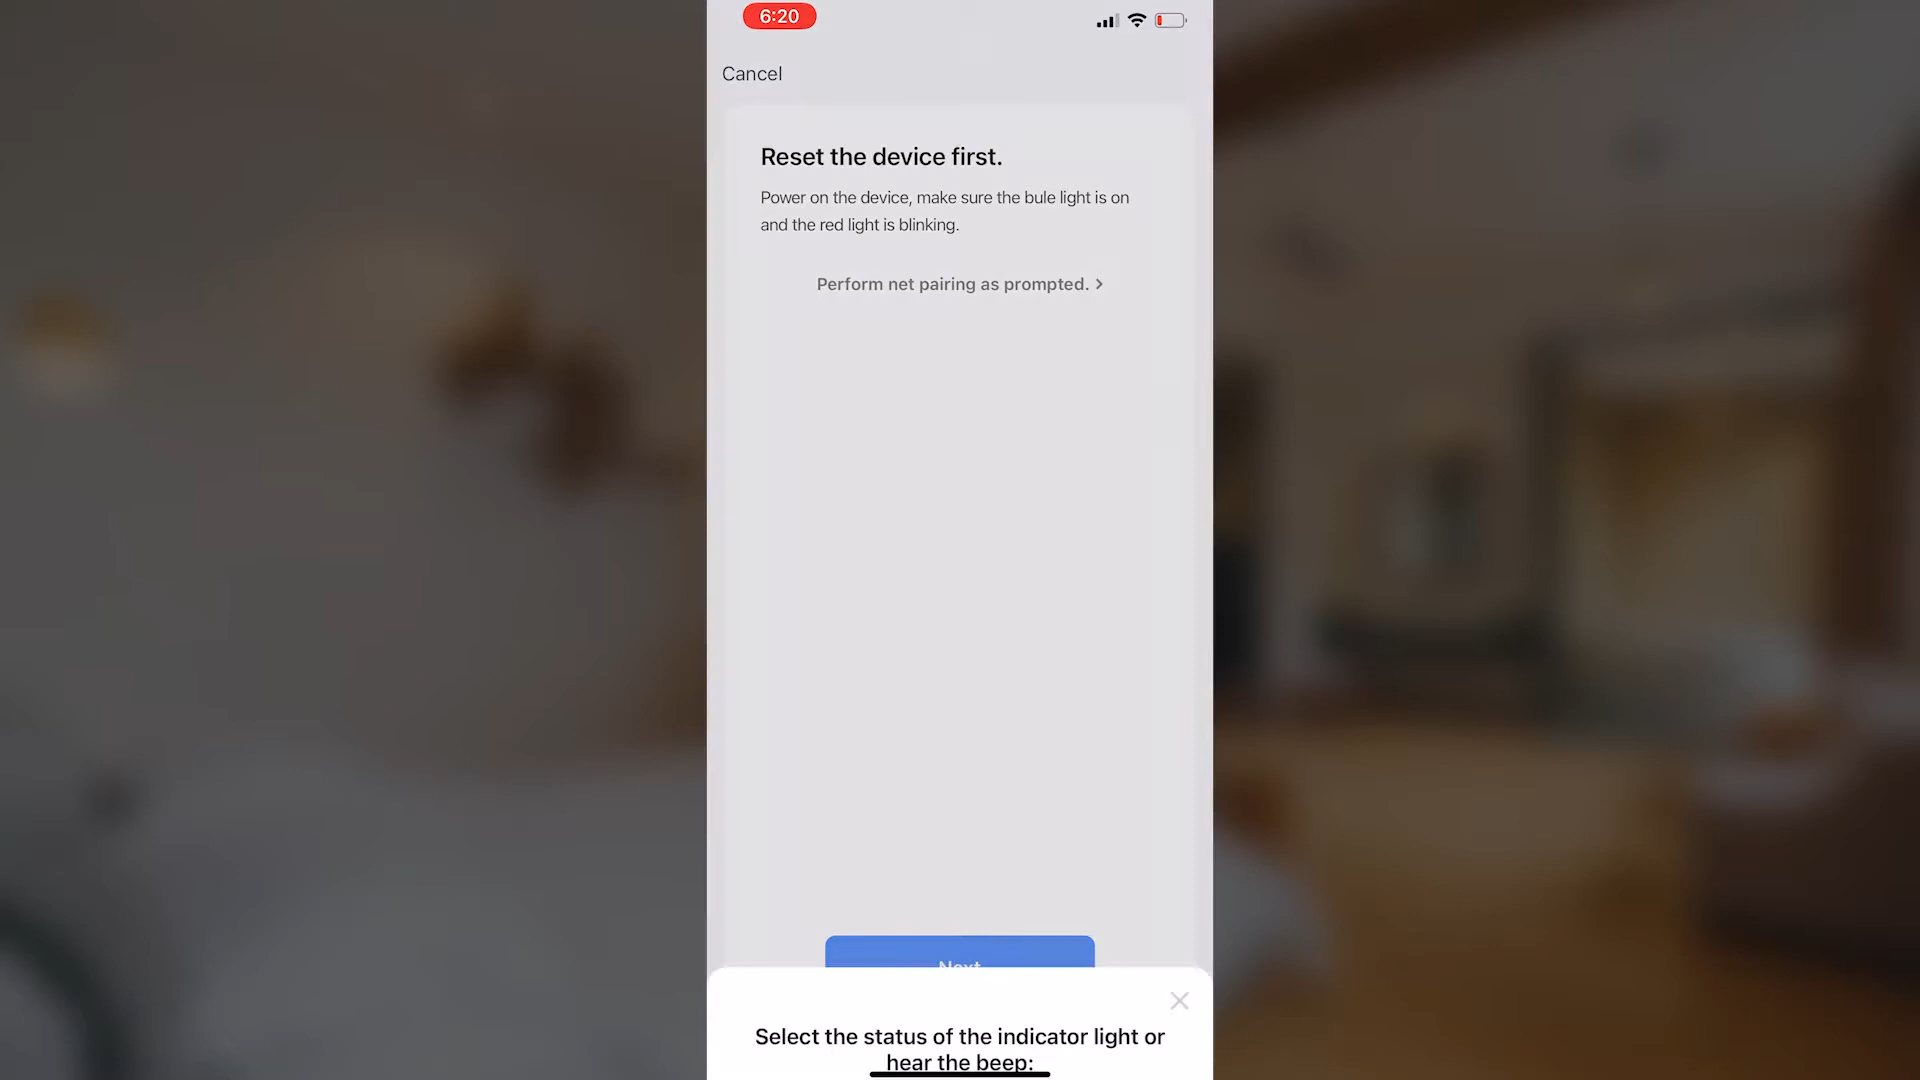 6:20
Cancel
Reset the device first.
Power on the device, make sure the bule light is on
and the red light is blinking.
Perform net pairing as prompted. >
Next
Select the status of the indicator light or
hear the beep: